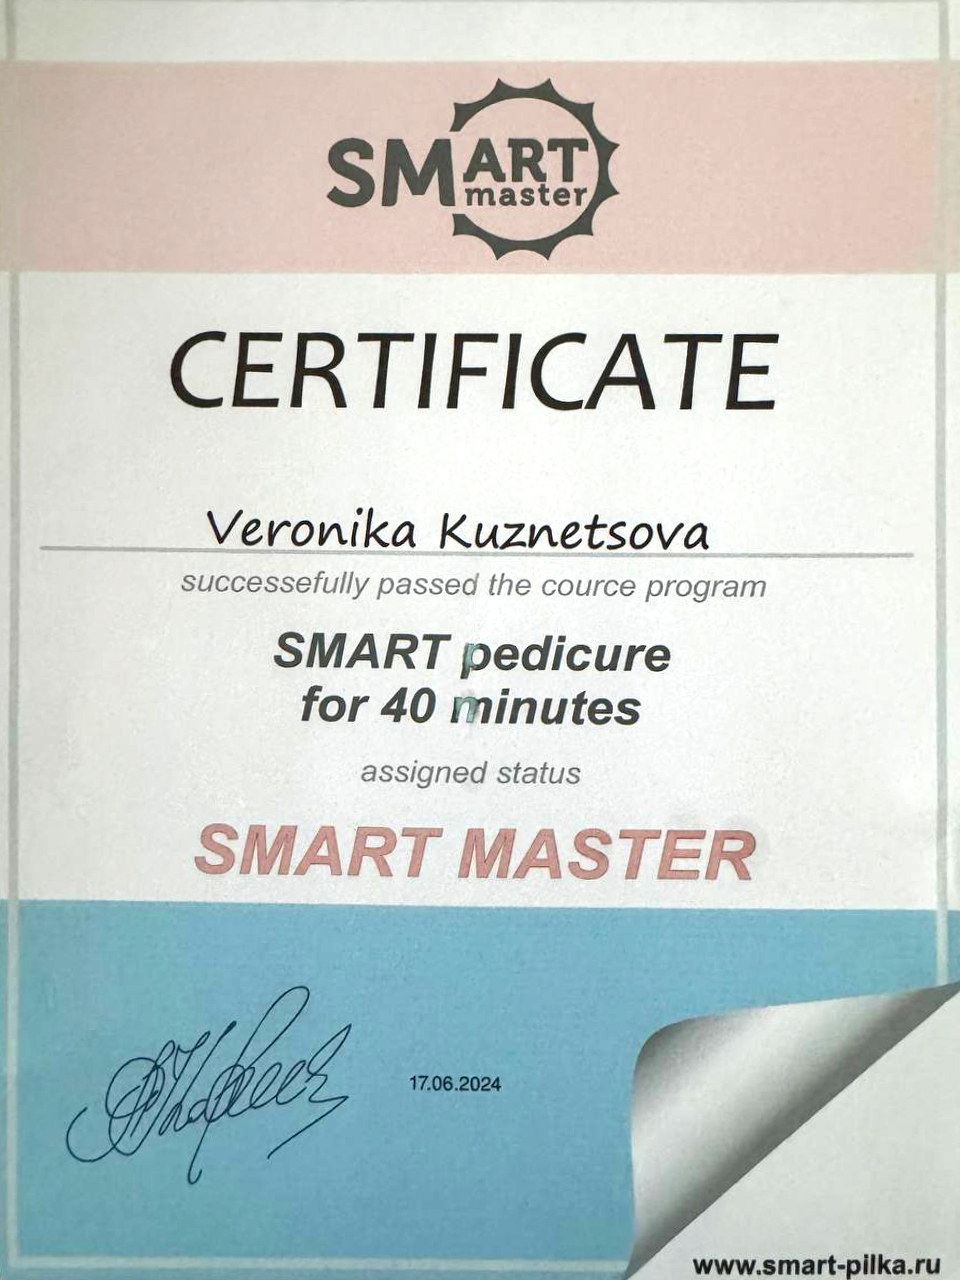 SMART
master
CERTIFICATE
Veronika Kuznetsova
successefully passed the cource program
SMART pedicure
for 40 minutes
assigned status
SMART MASTER
17.06.2024
www.smart-pilka.ru